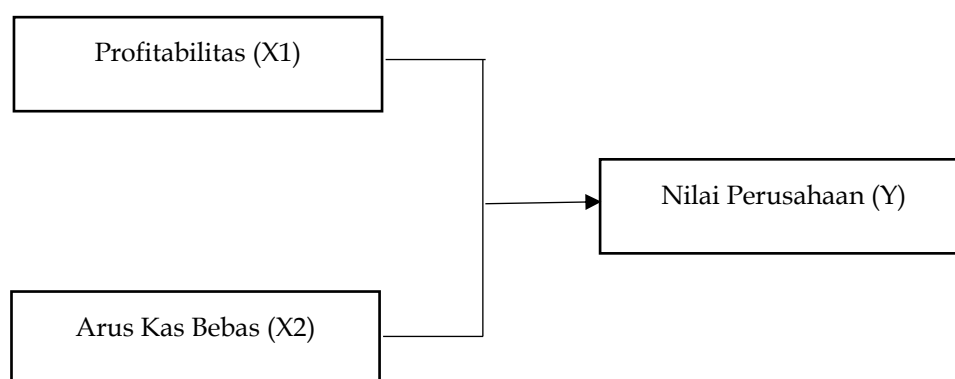 Profitabilitas (X1)
Nilai Perusahaan (Y)
Arus Kas Bebas (X2)